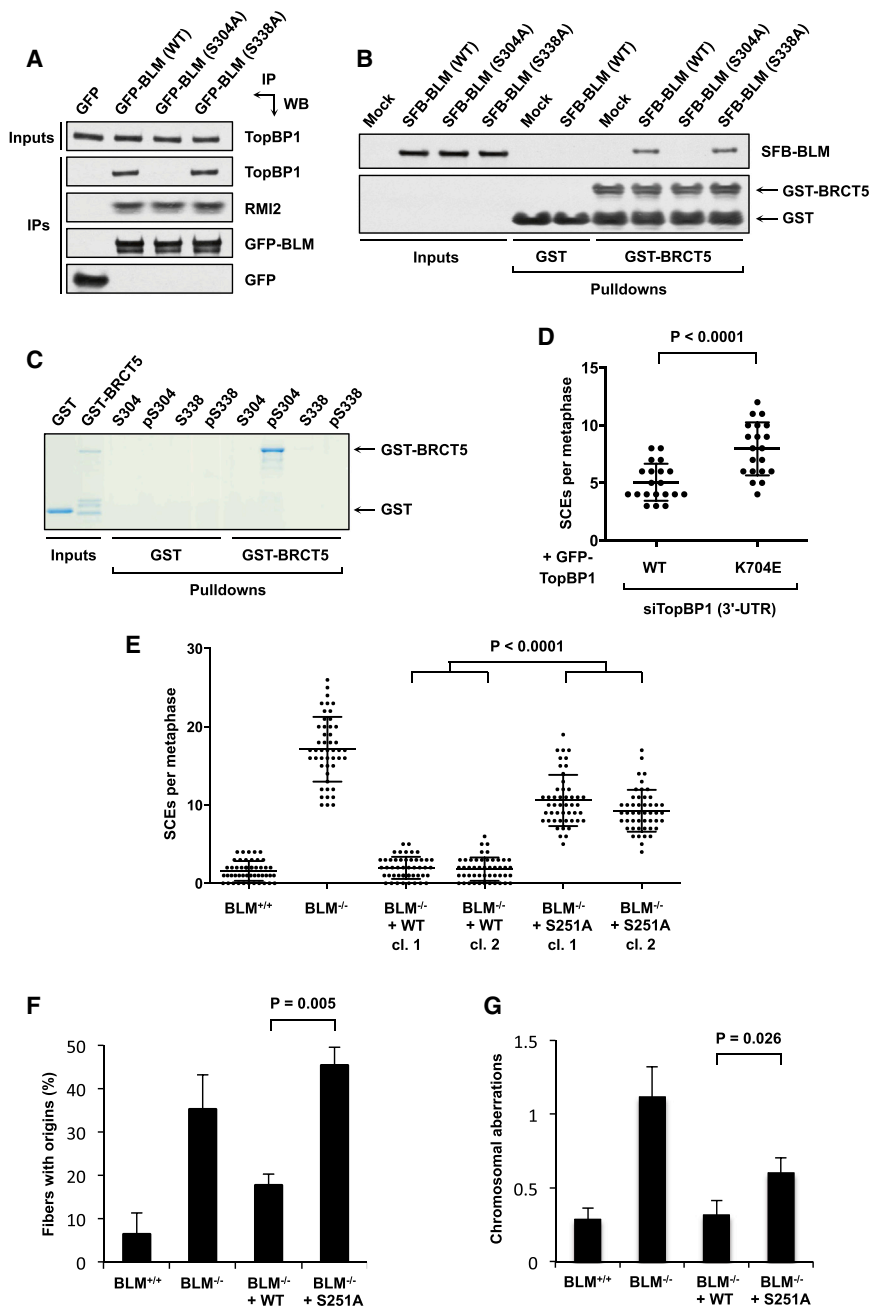 A
GFP
GFP-BLM (WT)
GFP-BLM (S304A)
GFP-BLM (S338A)
IP
WB
Inputs
TopBP1
IPs
TopBP1
RMI2
GFP-BLM
GFP
B
Mock
SFB-BLM (WT)
SFB-BLM (S304A)
SFB-BLM (S338A)
Mock
SFB-BLM (WT)
Mock
SFB-BLM (WT)
SFB-BLM (S304A)
SFB-BLM (S338A)
SFB-BLM
GST-BRCT5
GST
Inputs
GST
GST-BRCT5
Pulldowns
C
GST
GST-BRCT5
S304
pS304
S338
pS338
S304
pS304
S338
pS338
GST-BRCT5
GST
Inputs
GST
GST-BRCT5
Pulldowns
D
P < 0.0001
SCEs per metaphase
15
10
5
0
+ GFP-
TopBP1
WT
K704E
siTopBP1 (3'-UTR)
E
P < 0.0001
SCEs per metaphase
30
20
10
0
BLM+/+
BLM-/-
BLM-/-
+ WT
cl. 1
BLM-/-
+ WT
cl. 2
BLM-/-
+ S251A
cl. 1
BLM-/-
+ S251A
cl. 2
F
P = 0.005
Fibers with origins (%)
50
40
30
20
10
0
BLM+/+
BLM-/-
BLM-/-
+ WT
BLM-/-
+ S251A
G
P = 0.026
Chromosomal aberrations
1.5
1
0.5
0
BLM+/+
BLM-/-
BLM-/-
+ WT
BLM-/-
+ S251A